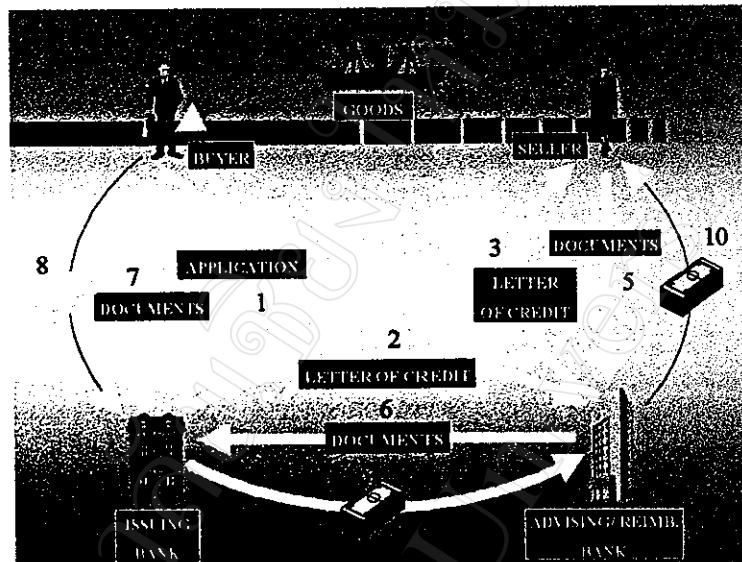 GOODS
BUYER
SELLER
10
8
3
DOCUMENTS
7
APPLICATION
5
DOCUMENTS
1
LETTER
OF CREDIT
2
LETTER OF CREDIT
6
DOCUMENTS
ISSUING
BANK
ADVISING/REIMB.
BANK